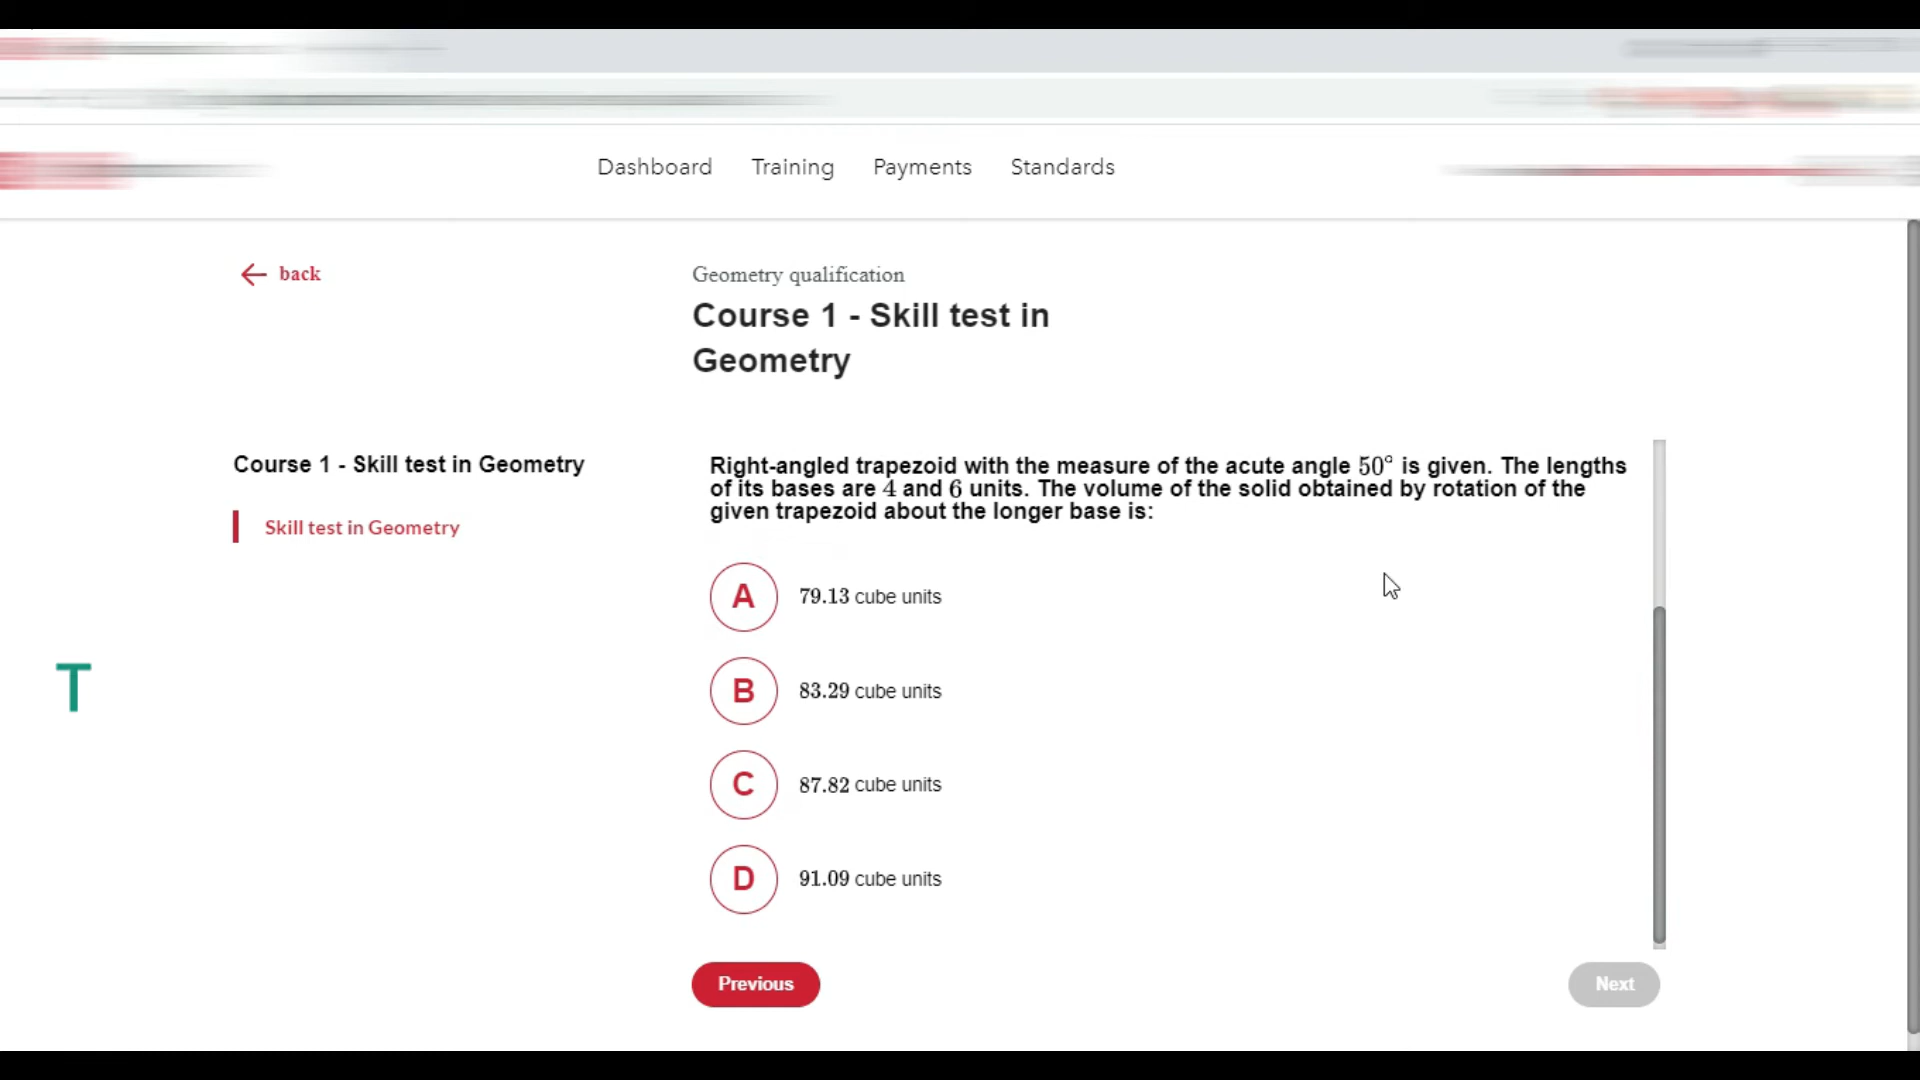 Dashboard Training Payments Standards
back
Geometry qualification
Course 1 - Skill test in
Geometry
Course 1 - Skill test in Geometry
Skill test in Geometry
Right-angled trapezoid with the measure of the acute angle 50° is given. The lengths
of its bases are 4 and 6 units. The volume of the solid obtained by rotation of the
given trapezoid about the longer base is:
A 79.13 cube units
B 83.29 cube units
C 87.82 cube units
D 91.09 cube units
T
Previous
Next